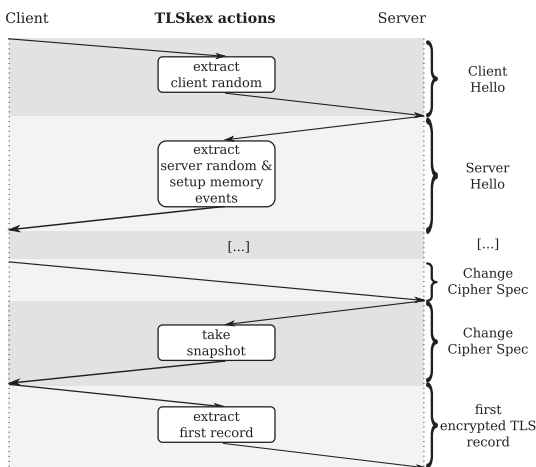 Client TLSkex actions Server
extract
client random
Client
Hello
extract
server random &
setup memory
events
Server
Hello
[...] [...]
Change
Cipher Spec
take
snapshot
Change
Cipher Spec
extract
first record
first
encrypted TLS
record